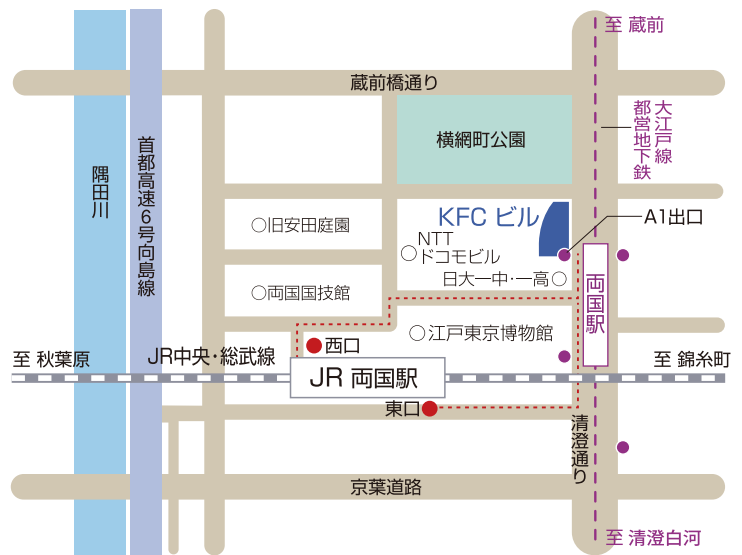 至 蔵前
蔵前橋通り
大江戸線
都営地下鉄
横網町公園
隅田川
首都高速6号向島線
KFC ビル
A1出口
○旧安田庭園
○NTT
ドコモビル
日大一中・一高○
○両国国技館
両国駅
○江戸東京博物館
西口
至 秋葉原
JR中央・総武線
至 錦糸町
JR 両国駅
東口
清澄通り
京葉道路
至 清澄白河